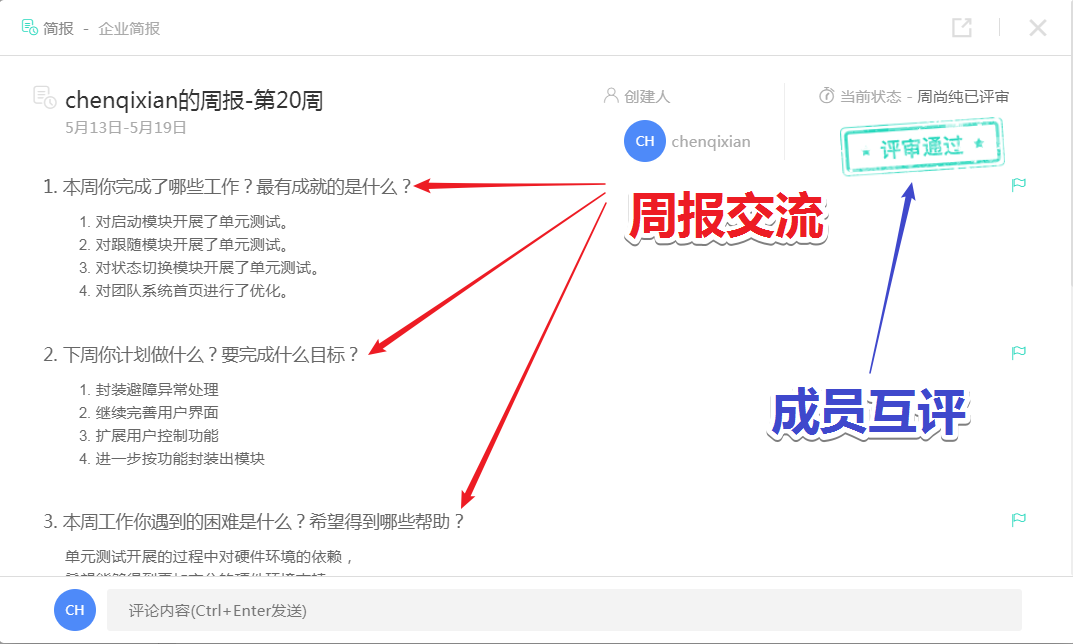 简报 - 企业简报
chenqixian的周报-第20周
5月13日-5月19日
创建人
CH chenqixian
当前状态 - 周尚纯已评审
评审通过
1. 本周你完成了哪些工作？最有成就的是什么？
1. 对启动模块开展了单元测试。
2. 对跟随模块开展了单元测试。
3. 对状态切换模块开展了单元测试。
4. 对团队系统首页进行了优化。
周报交流
2. 下周你计划做什么？要完成什么目标？
1. 封装避障异常处理
2. 继续完善用户界面
3. 扩展用户控制功能
4. 进一步按功能封装出模块
成员互评
3. 本周工作你遇到的困难是什么？希望得到哪些帮助？
单元测试开展的过程中对硬件环境的依赖，
CH 评论内容(Ctrl+Enter发送)